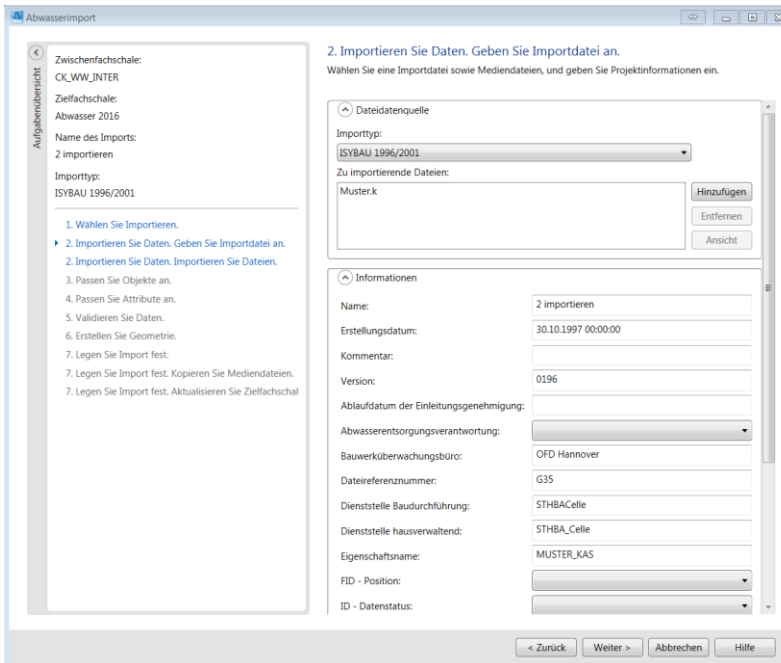 Abwasserimport
Aufgabenübersicht
Zwischenfachschale:
CK_WW_INTER
Zielfachschale:
Abwasser 2016
Name des Imports:
2 importieren
Importtyp:
ISYBAU 1996/2001
1. Wählen Sie Importieren.
2. Importieren Sie Daten. Geben Sie Importdatei an.
2. Importieren Sie Daten. Importieren Sie Dateien.
3. Passen Sie Objekte an.
4. Passen Sie Attribute an.
5. Validieren Sie Daten.
6. Erstellen Sie Geometrie.
7. Legen Sie Import fest.
7. Legen Sie Import fest. Kopieren Sie Mediendateien.
7. Legen Sie Import fest. Aktualisieren Sie Zielfachschal
2. Importieren Sie Daten. Geben Sie Importdatei an.
Wählen Sie eine Importdatei sowie Mediendateien, und geben Sie Projektinformationen ein.
Dateidatenquelle
Importtyp:
ISYBAU 1996/2001
Zu importierende Dateien:
Muster.k
Hinzufügen
Entfernen
Ansicht
Informationen
Name: 2 importieren
Erstellungsdatum: 30.10.1997 00:00:00
Kommentar:
Version: 0196
Ablaufdatum der Einleitungsgenehmigung:
Abwasserentsorgungsverantwortung:
Bauwerküberwachungsbüro: OFD Hannover
Dateireferenznummer: G35
Dienststelle Baudurchführung: STHBACelle
Dienststelle hausverwaltend: STHBA_Celle
Eigenschaftsname: MUSTER_KAS
FID - Position:
ID - Datenstatus:
< Zurück Weiter > Abbrechen Hilfe